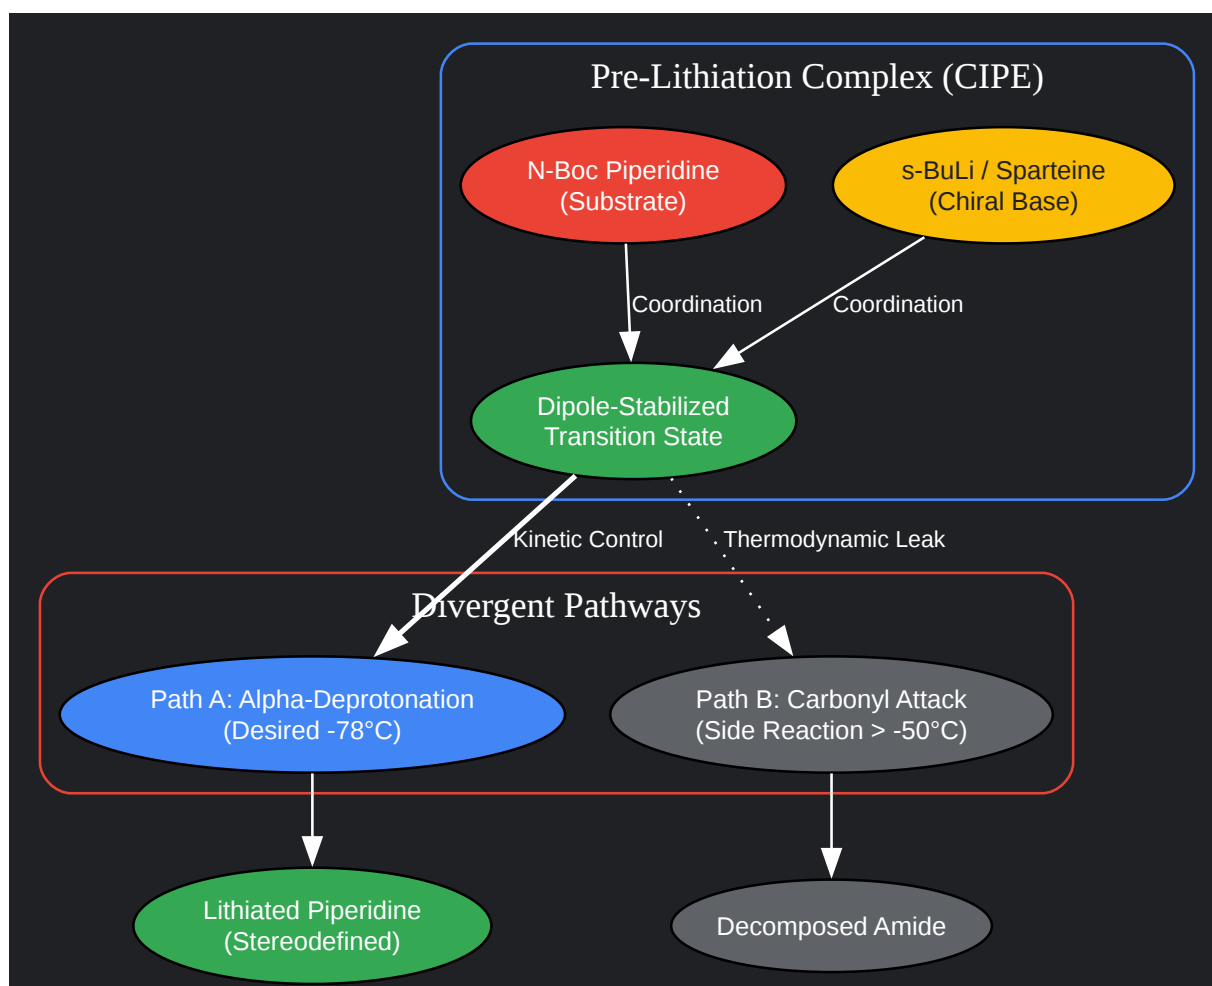 Pre-Lithiation Complex (CIPE)
N-Boc Piperidine
(Substrate)
s-BuLi / Sparteine
(Chiral Base)
Coordination
Coordination
Dipole-Stabilized
Transition State
Kinetic Control
Thermodynamic Leak
Divergent Pathways
Path A: Alpha-Deprotonation
(Desired -78°C)
Path B: Carbonyl Attack
(Side Reaction > -50°C)
Lithiated Piperidine
(Stereodefined)
Decomposed Amide